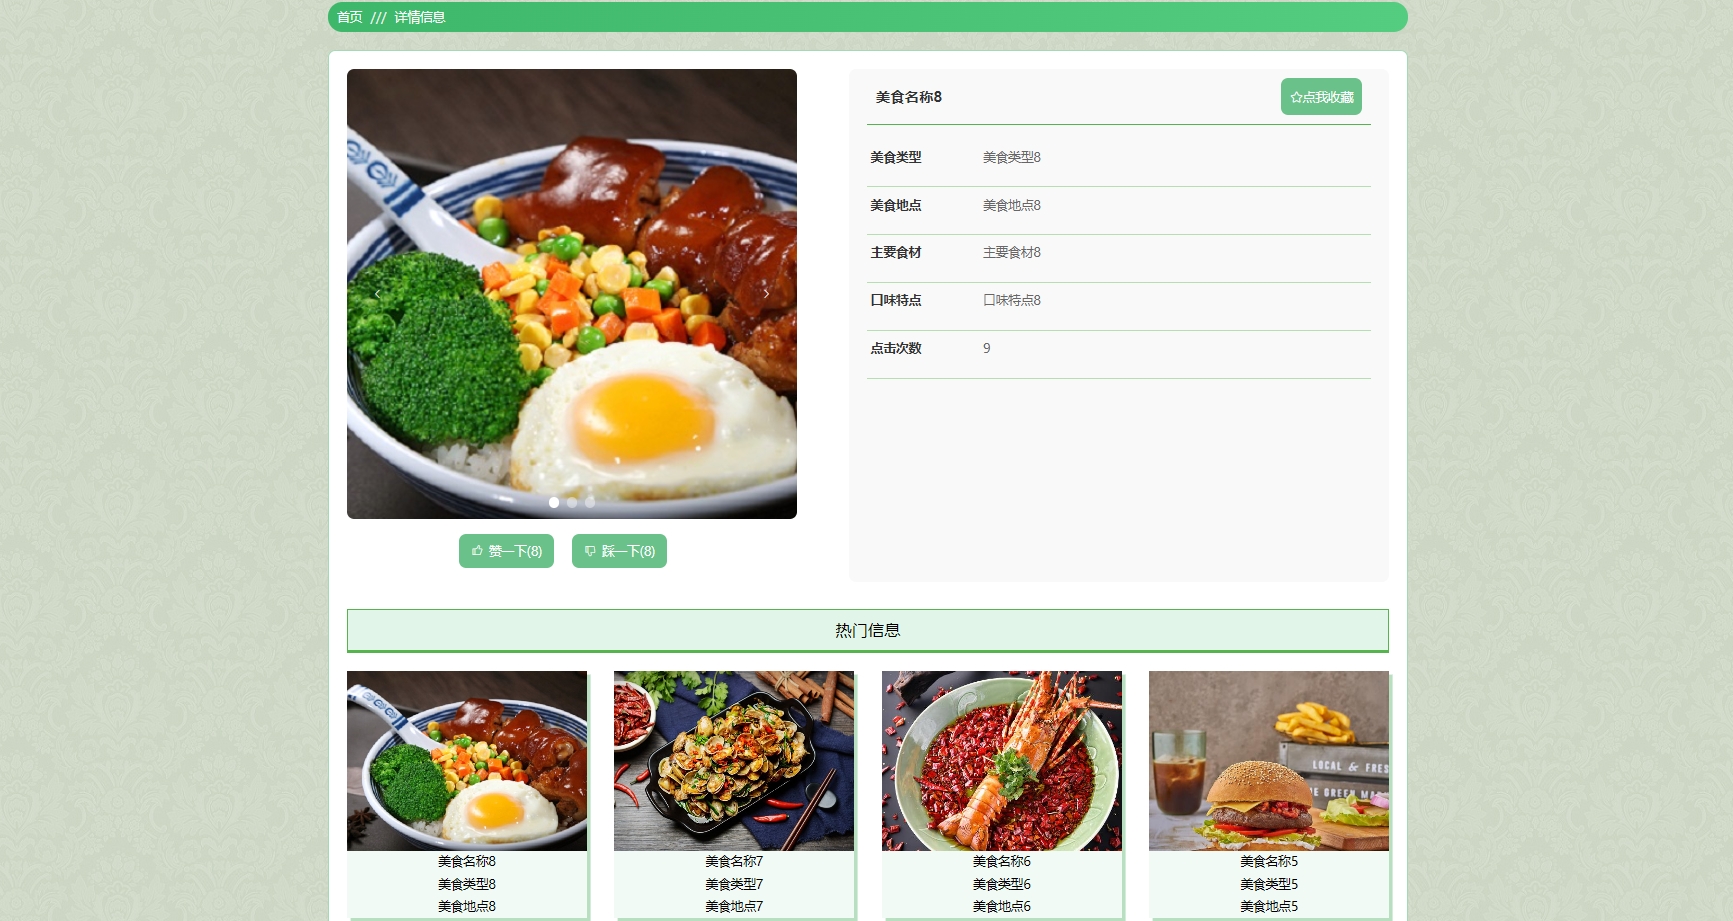 首页 /// 详情信息
美食名称8
☆点我收藏
美食类型 美食类型8
美食地点 美食地点8
主要食材 主要食材8
口味特点 口味特点8
点击次数 9
赞一下(8) 踩一下(8)
热门信息
LOCAL & FRES
E GREEN MA
美食名称8 美食名称7 美食名称6 美食名称5
美食类型8 美食类型7 美食类型6 美食类型5
美食地点8 美食地点7 美食地点6 美食地点5